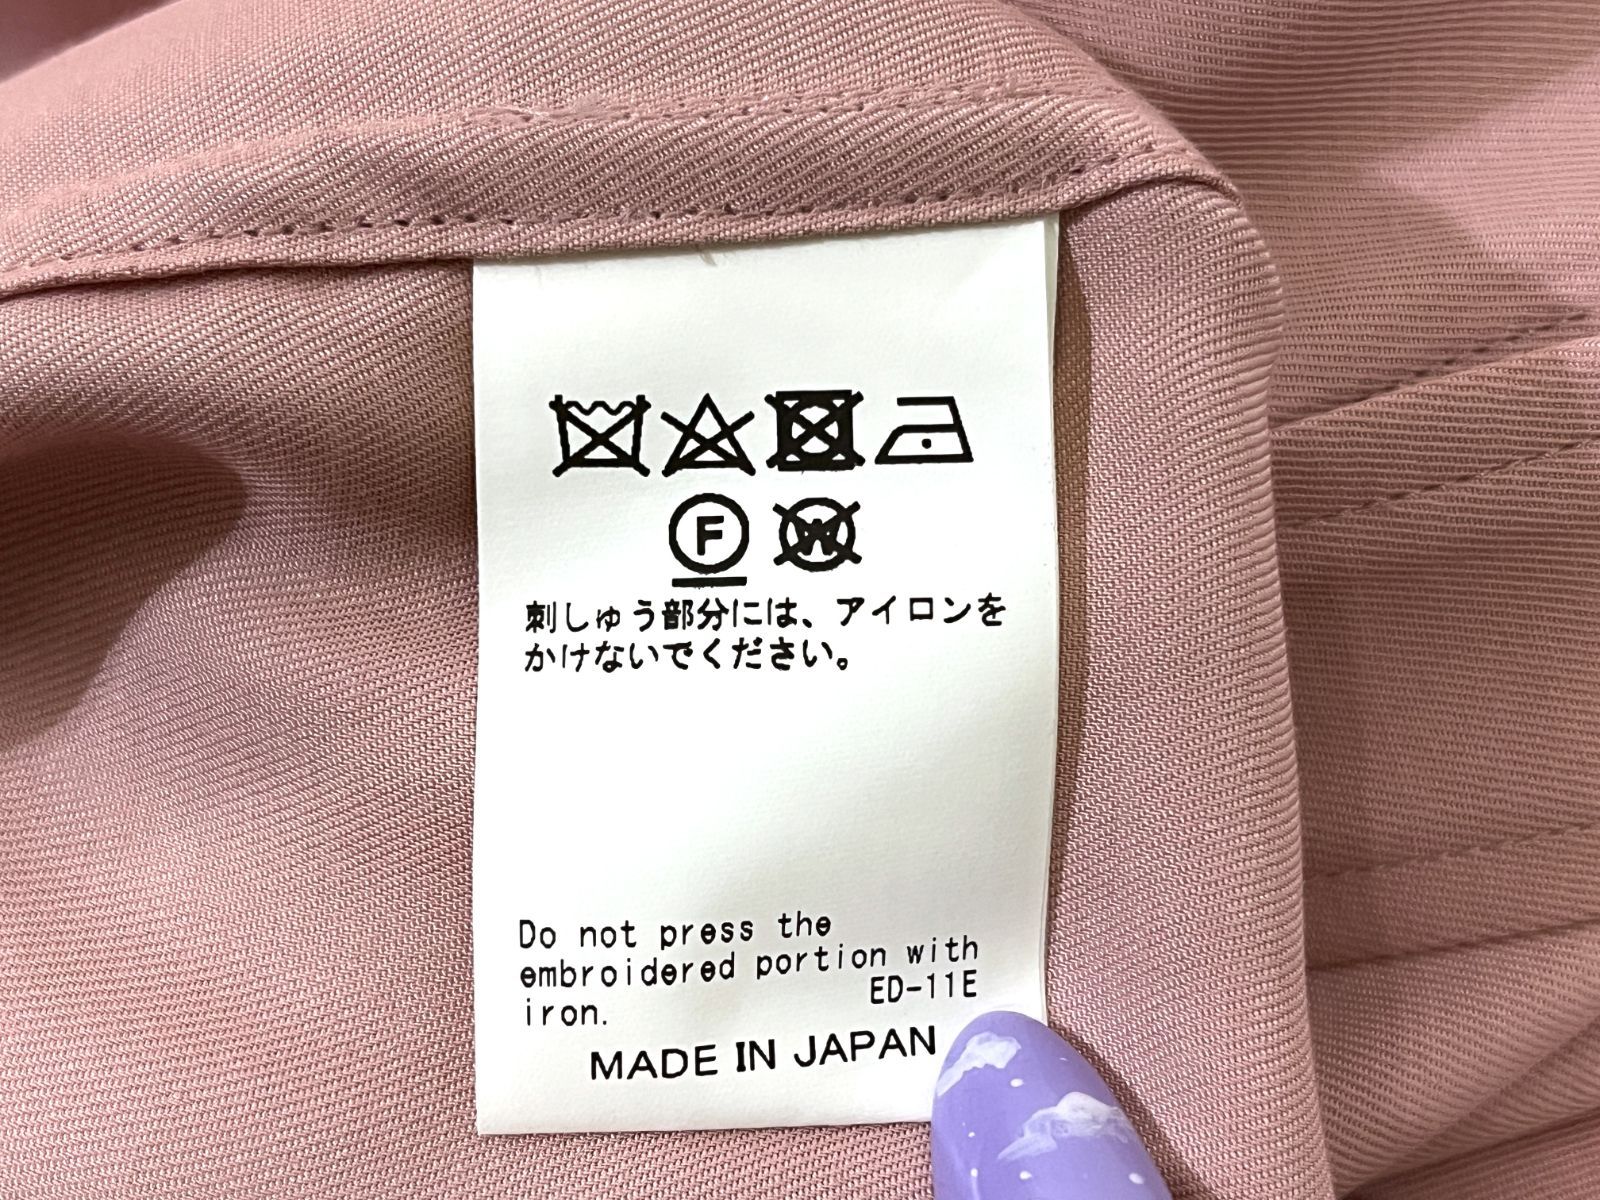 F W
刺しゅう部分には、アイロンを
かけないでください。
Do not press the
embroidered portion with
iron. ED-11E
MADE IN JAPAN